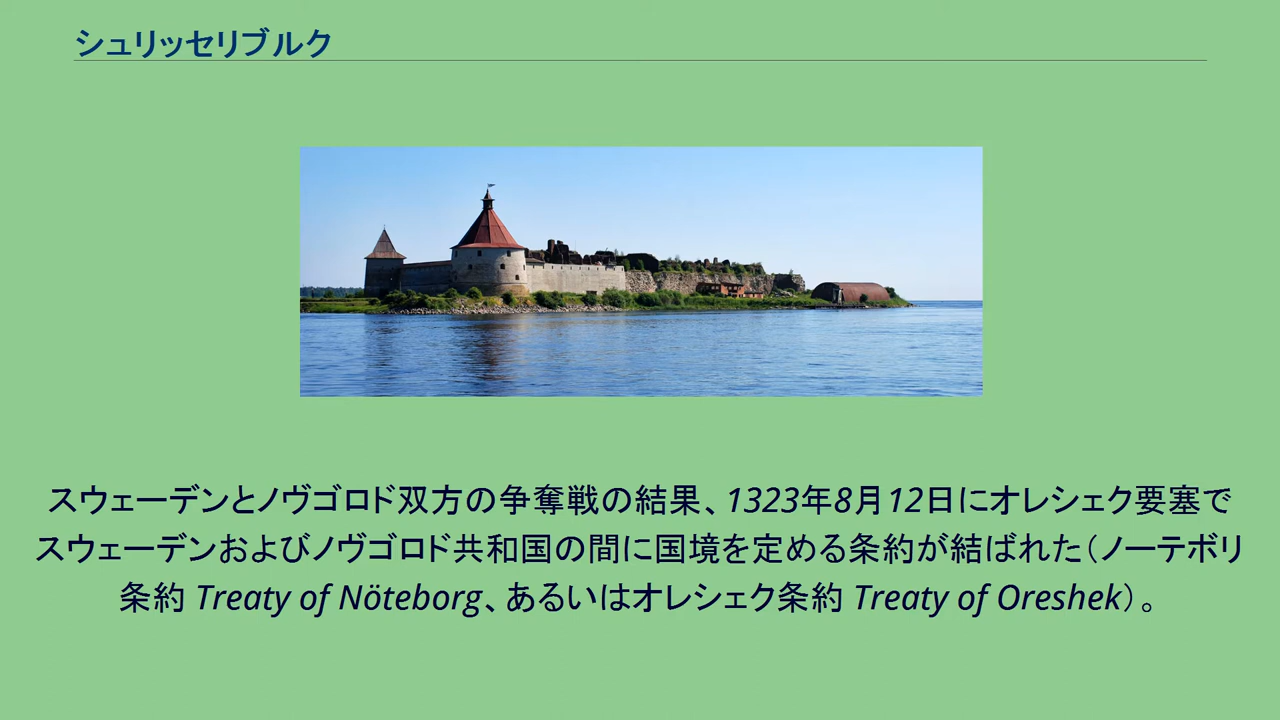 シュリッセリブルク
スウェーデンとノヴゴロド双方の争奪戦の結果、1323年8月12日にオレシェク要塞で
スウェーデンおよびノヴゴロド共和国の間に国境を定める条約が結ばれた（ノーテボリ
条約 Treaty of Nöteborg、あるいはオレシェク条約 Treaty of Oreshek）。